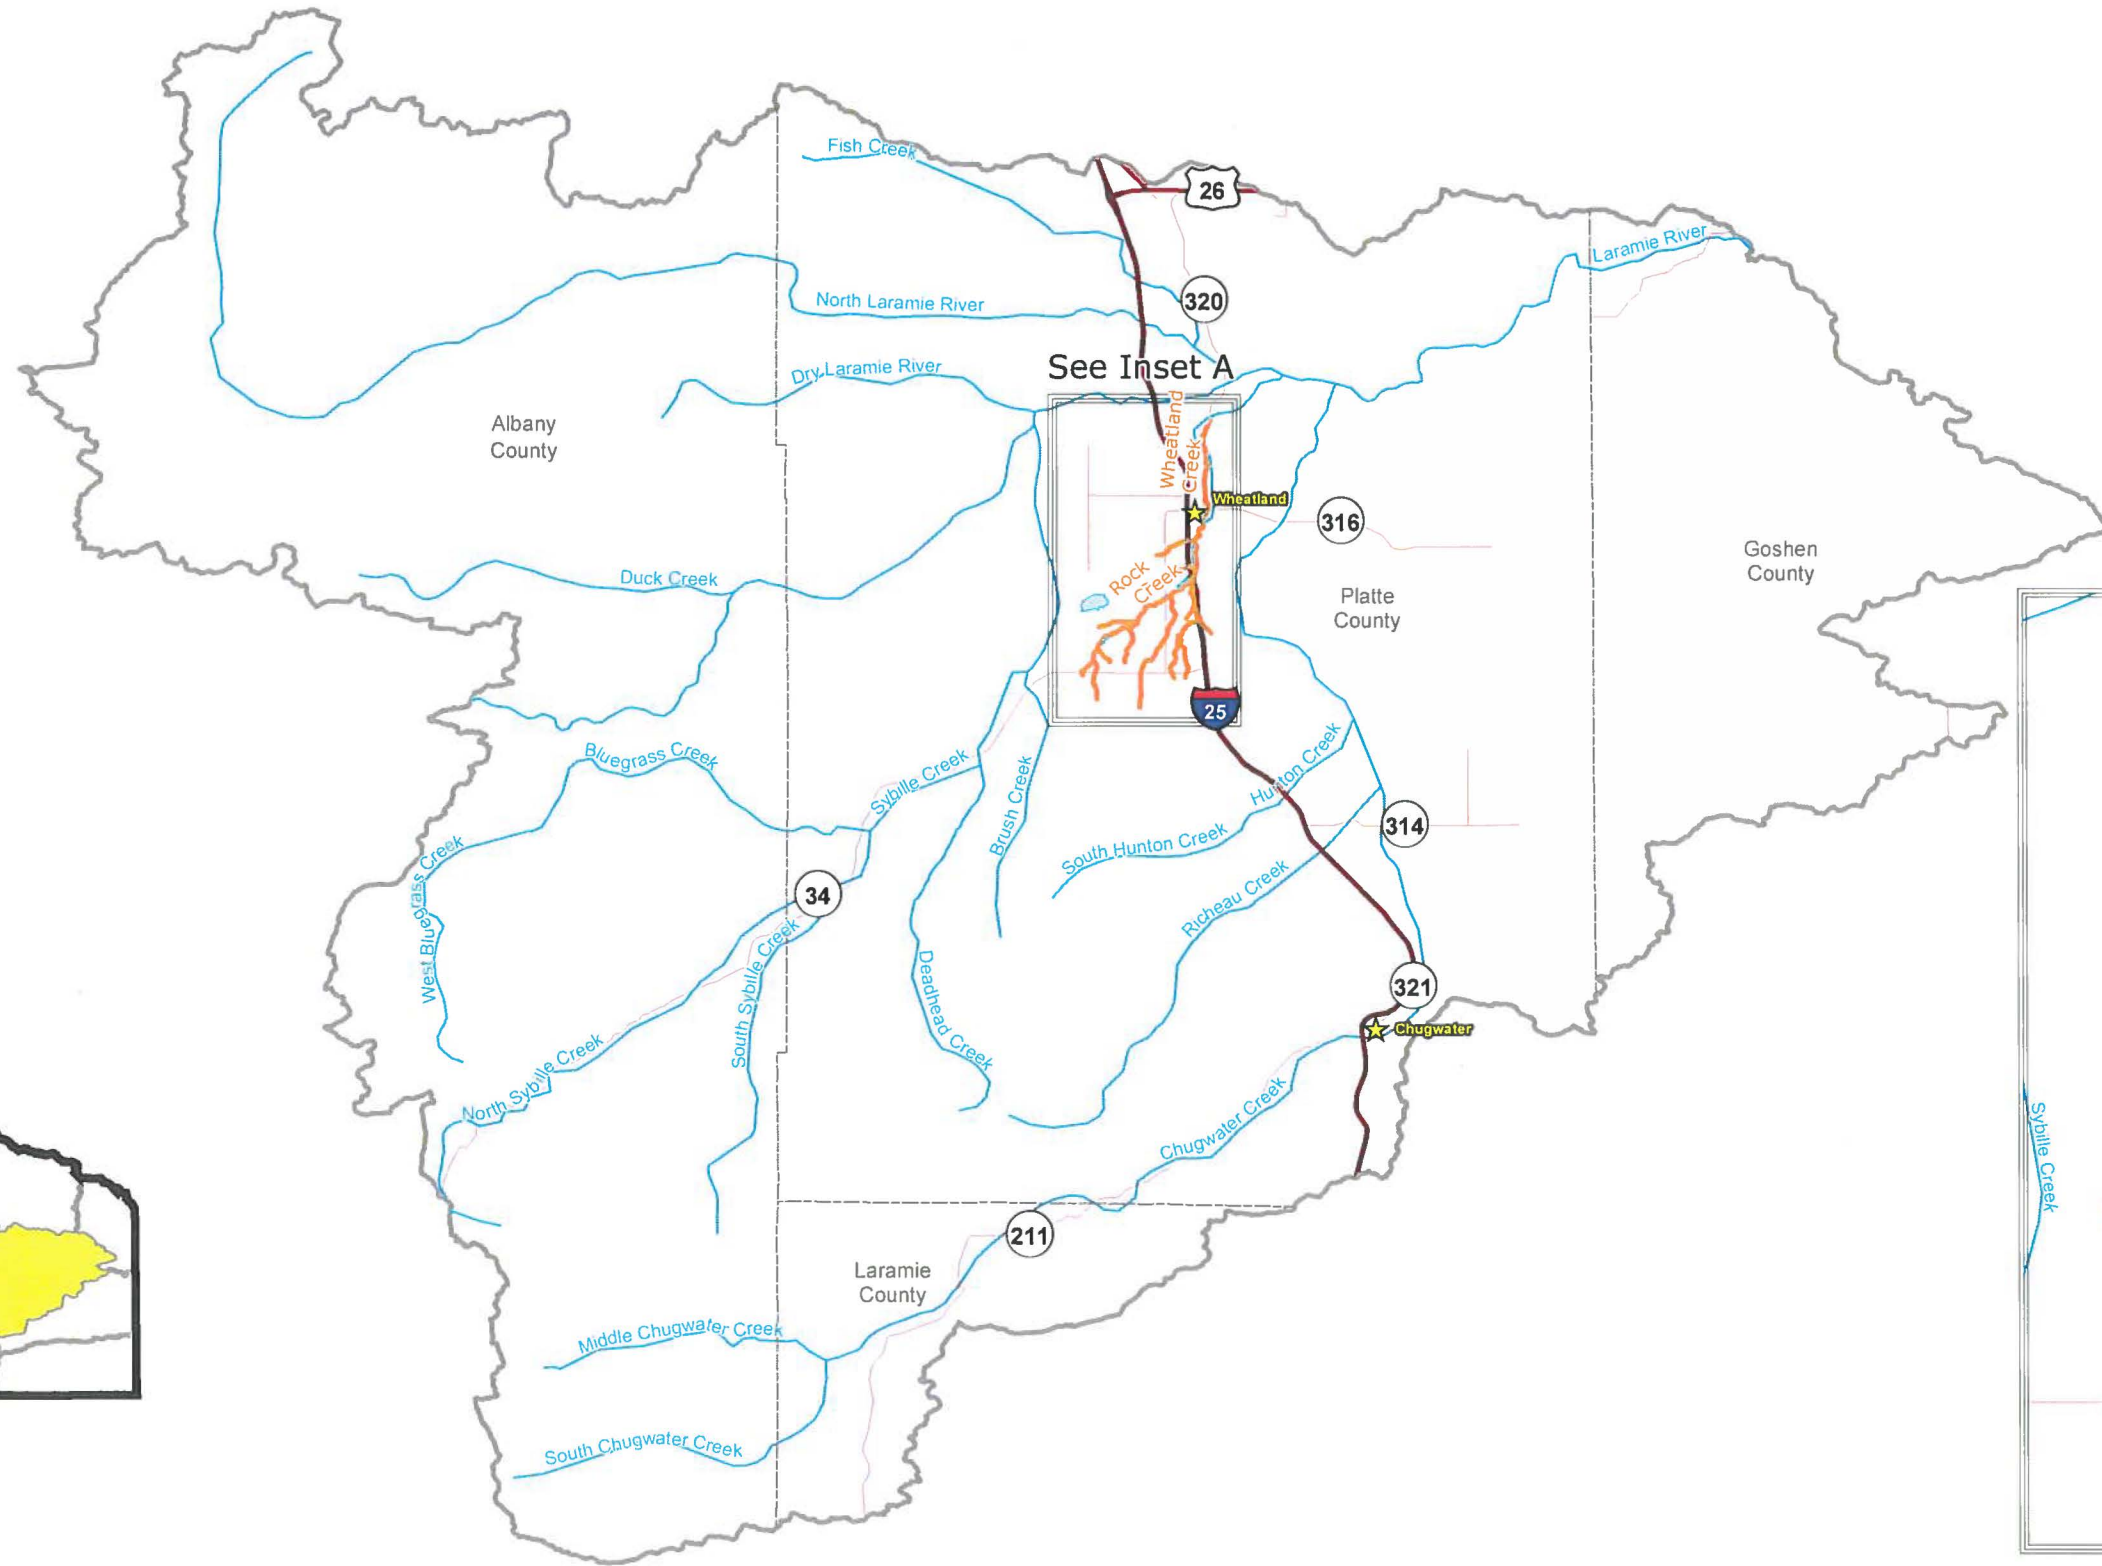 Fish Creek
26
Laramie River
North Laramie River
320
See Inset A
Dry Laramie River
Albany
County
Wheatland
Creek
Wheatland
316
Goshen
County
Duck Creek
Rock
Creek
Platte
County
25
Bluegrass Creek
Sybille Creek
Brush Creek
Hunton Creek
South Hunton Creek
314
West Bluegrass Creek
34
Richeau Creek
South Sybille Creek
Deadhead Creek
321
Chugwater
North Sybille Creek
Chugwater Creek
Sybille Creek
211
Laramie
County
Middle Chugwater Creek
South Chugwater Creek